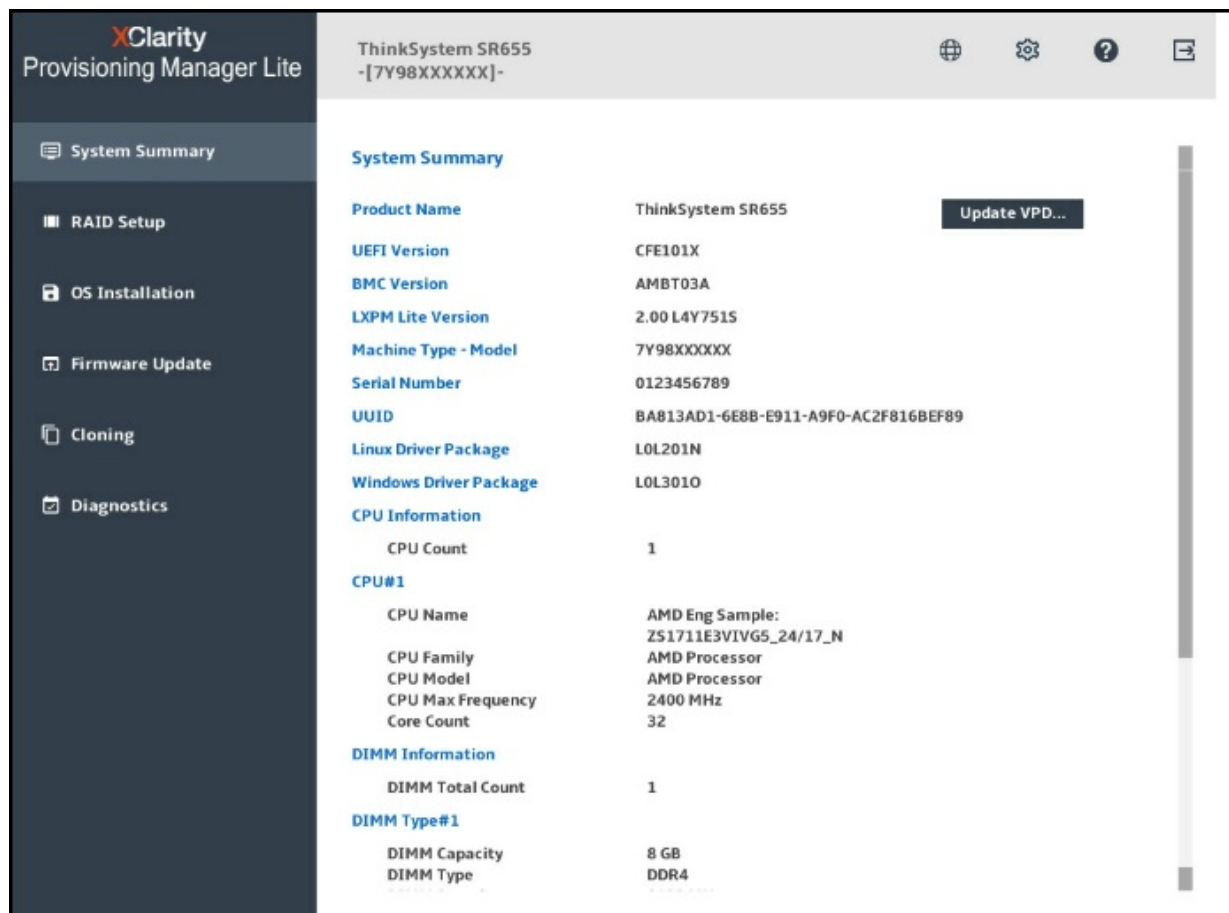 XClarity
Provisioning Manager Lite
ThinkSystem SR655
-[7Y98XXXXXX]-
System Summary
RAID Setup
OS Installation
Firmware Update
Cloning
Diagnostics
System Summary
Product Name ThinkSystem SR655 Update VPD...
UEFI Version CFE101X
BMC Version AMBT03A
LXPM Lite Version 2.00 L4Y751S
Machine Type - Model 7Y98XXXXXX
Serial Number 0123456789
UUID BA813AD1-6E8B-E911-A9F0-AC2F816BEF89
Linux Driver Package L0L201N
Windows Driver Package L0L301O
CPU Information
CPU Count 1
CPU#1
CPU Name AMD Eng Sample:
ZS1711E3VIVG5_24/17_N
CPU Family AMD Processor
CPU Model AMD Processor
CPU Max Frequency 2400 MHz
Core Count 32
DIMM Information
DIMM Total Count 1
DIMM Type#1
DIMM Capacity 8 GB
DIMM Type DDR4